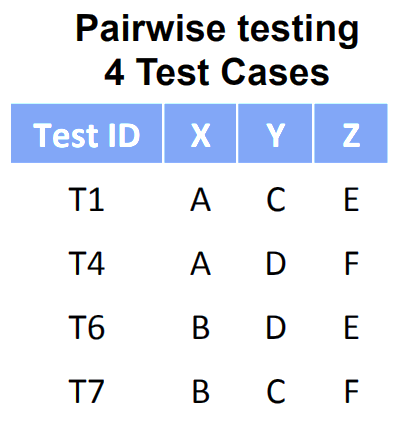 Pairwise testing
4 Test Cases
Test ID X Y Z
T1 A C E
T4 A D F
T6 B D E
T7 B C F